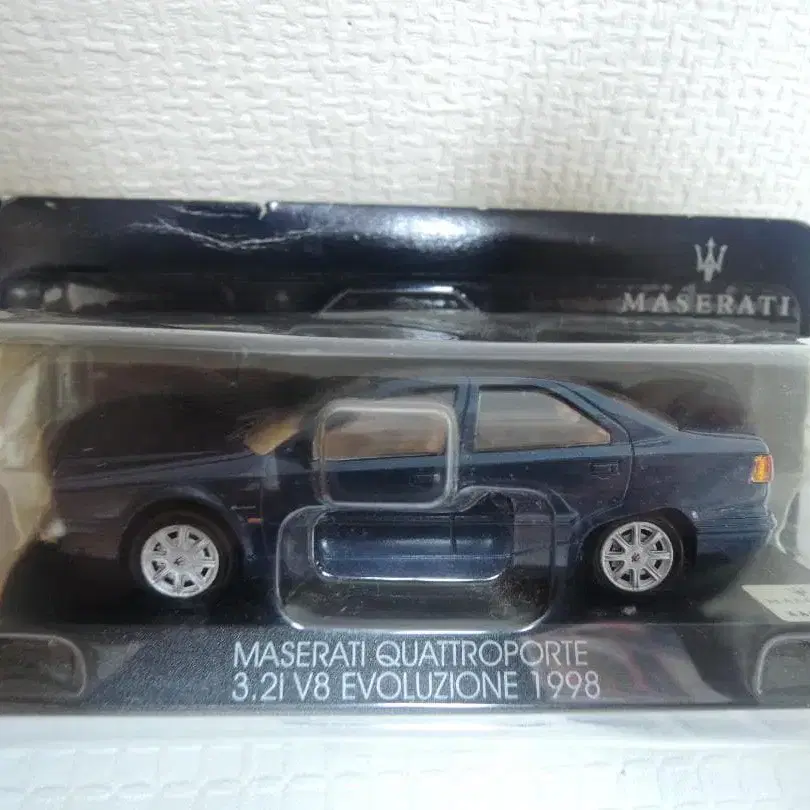 MASERATI
MASERATI QUATTROPORTE
3.2I V8 EVOLUZIONE 1998